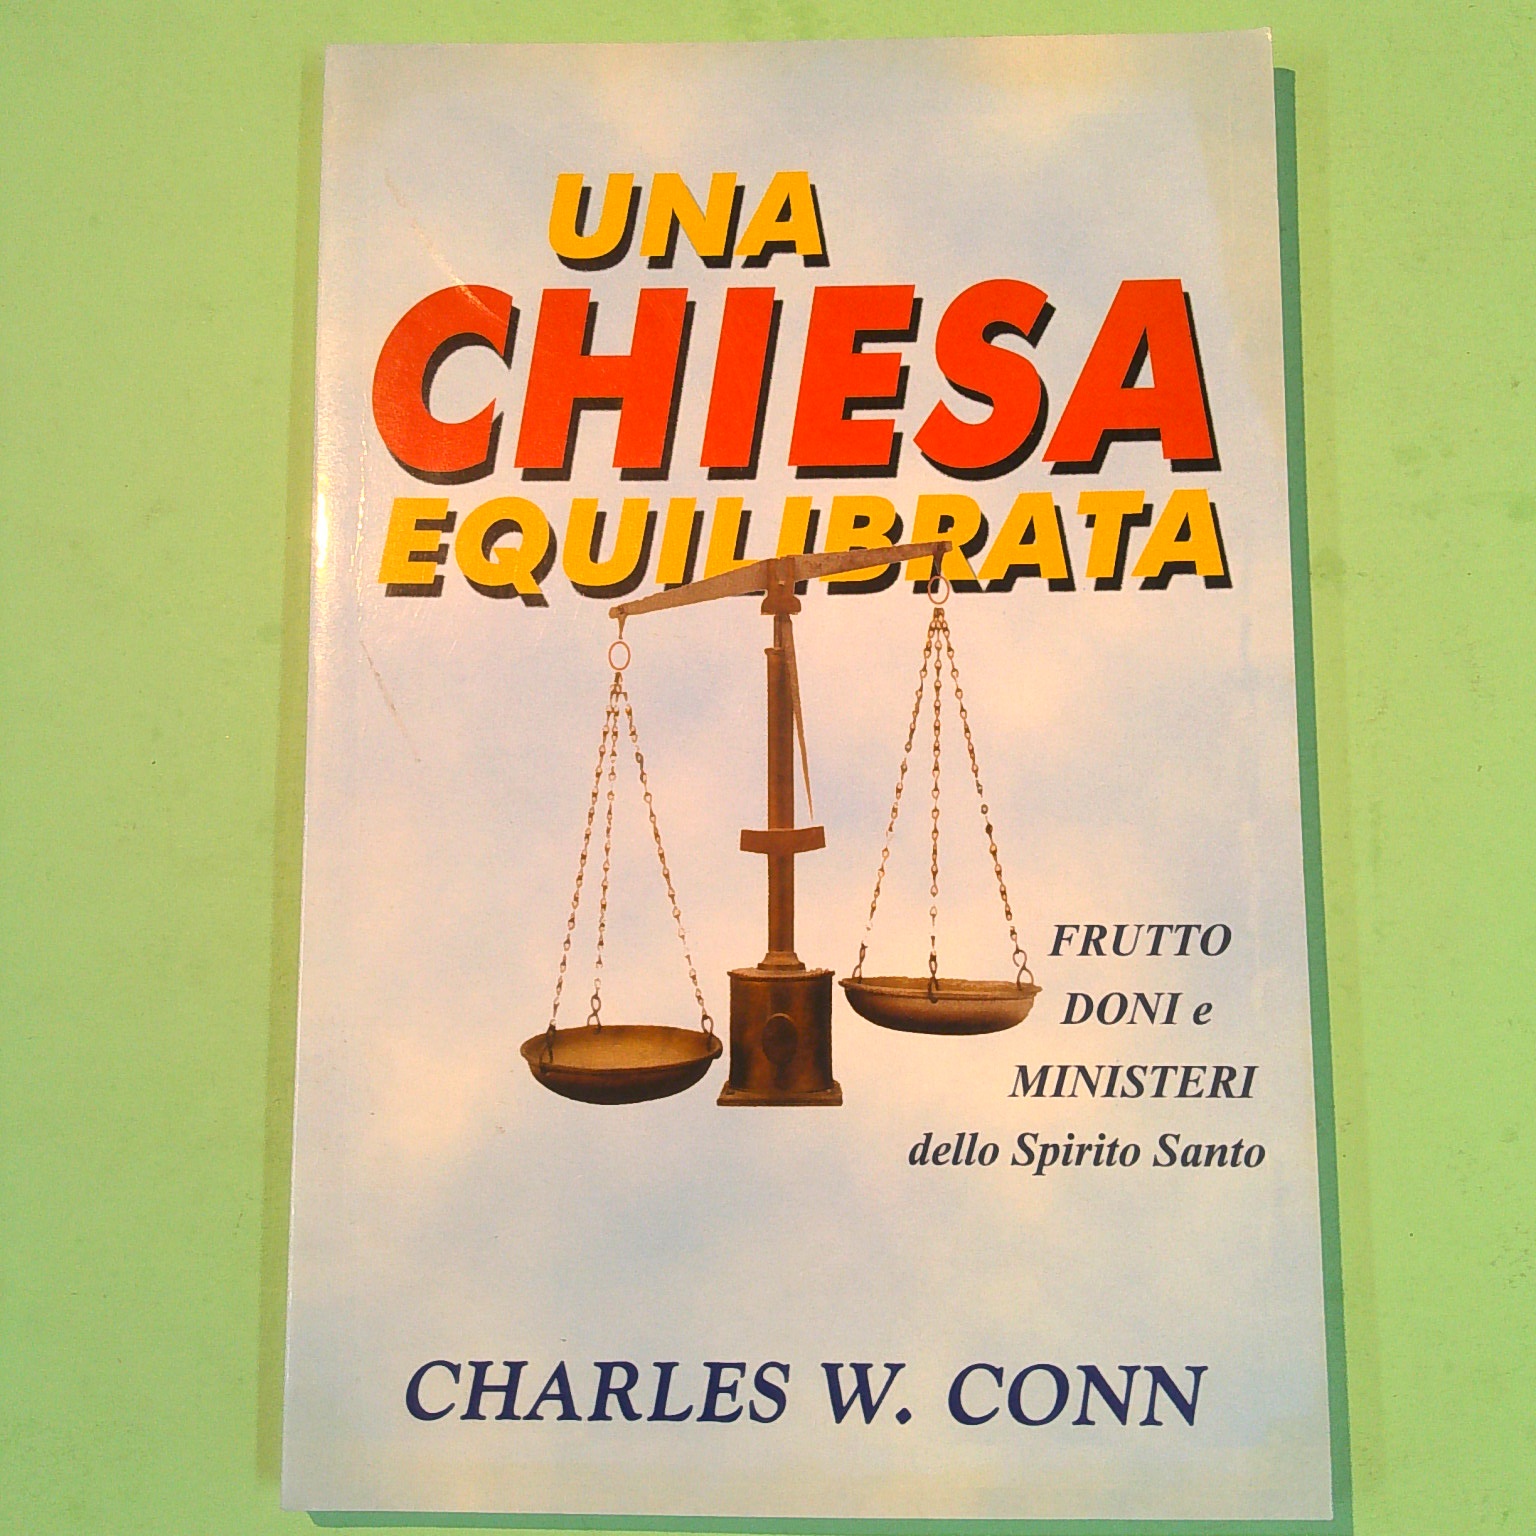 UNA
CHIESA
EQUILIBRATA
FRUTTO
DONI e
MINISTERI
dello Spirito Santo
CHARLES W. CONN